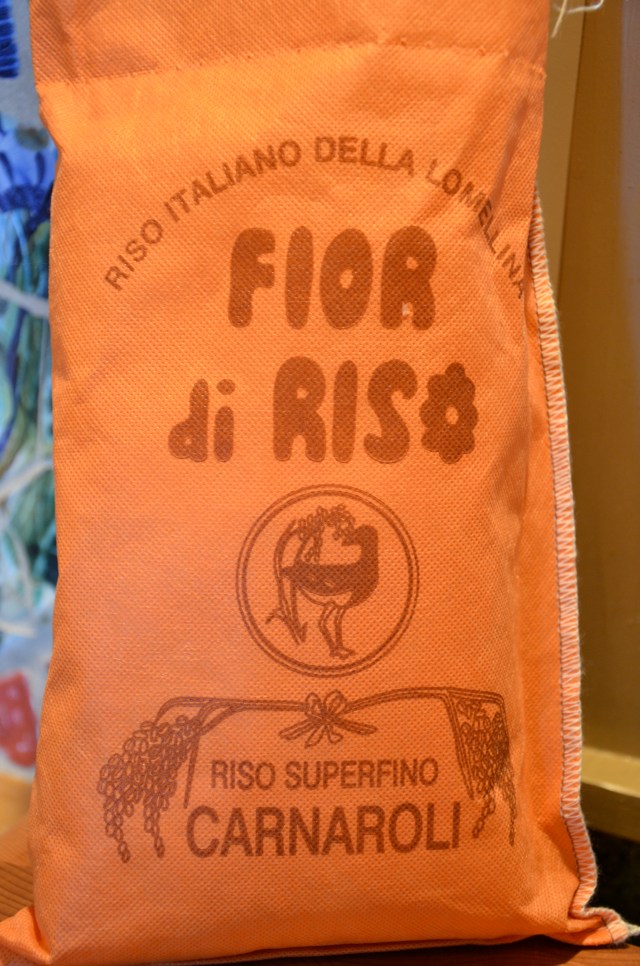 RISO ITALIANO DELLA LOMELLINA
FIOR
di RISO
RISO SUPERFINO
CARNAROLI